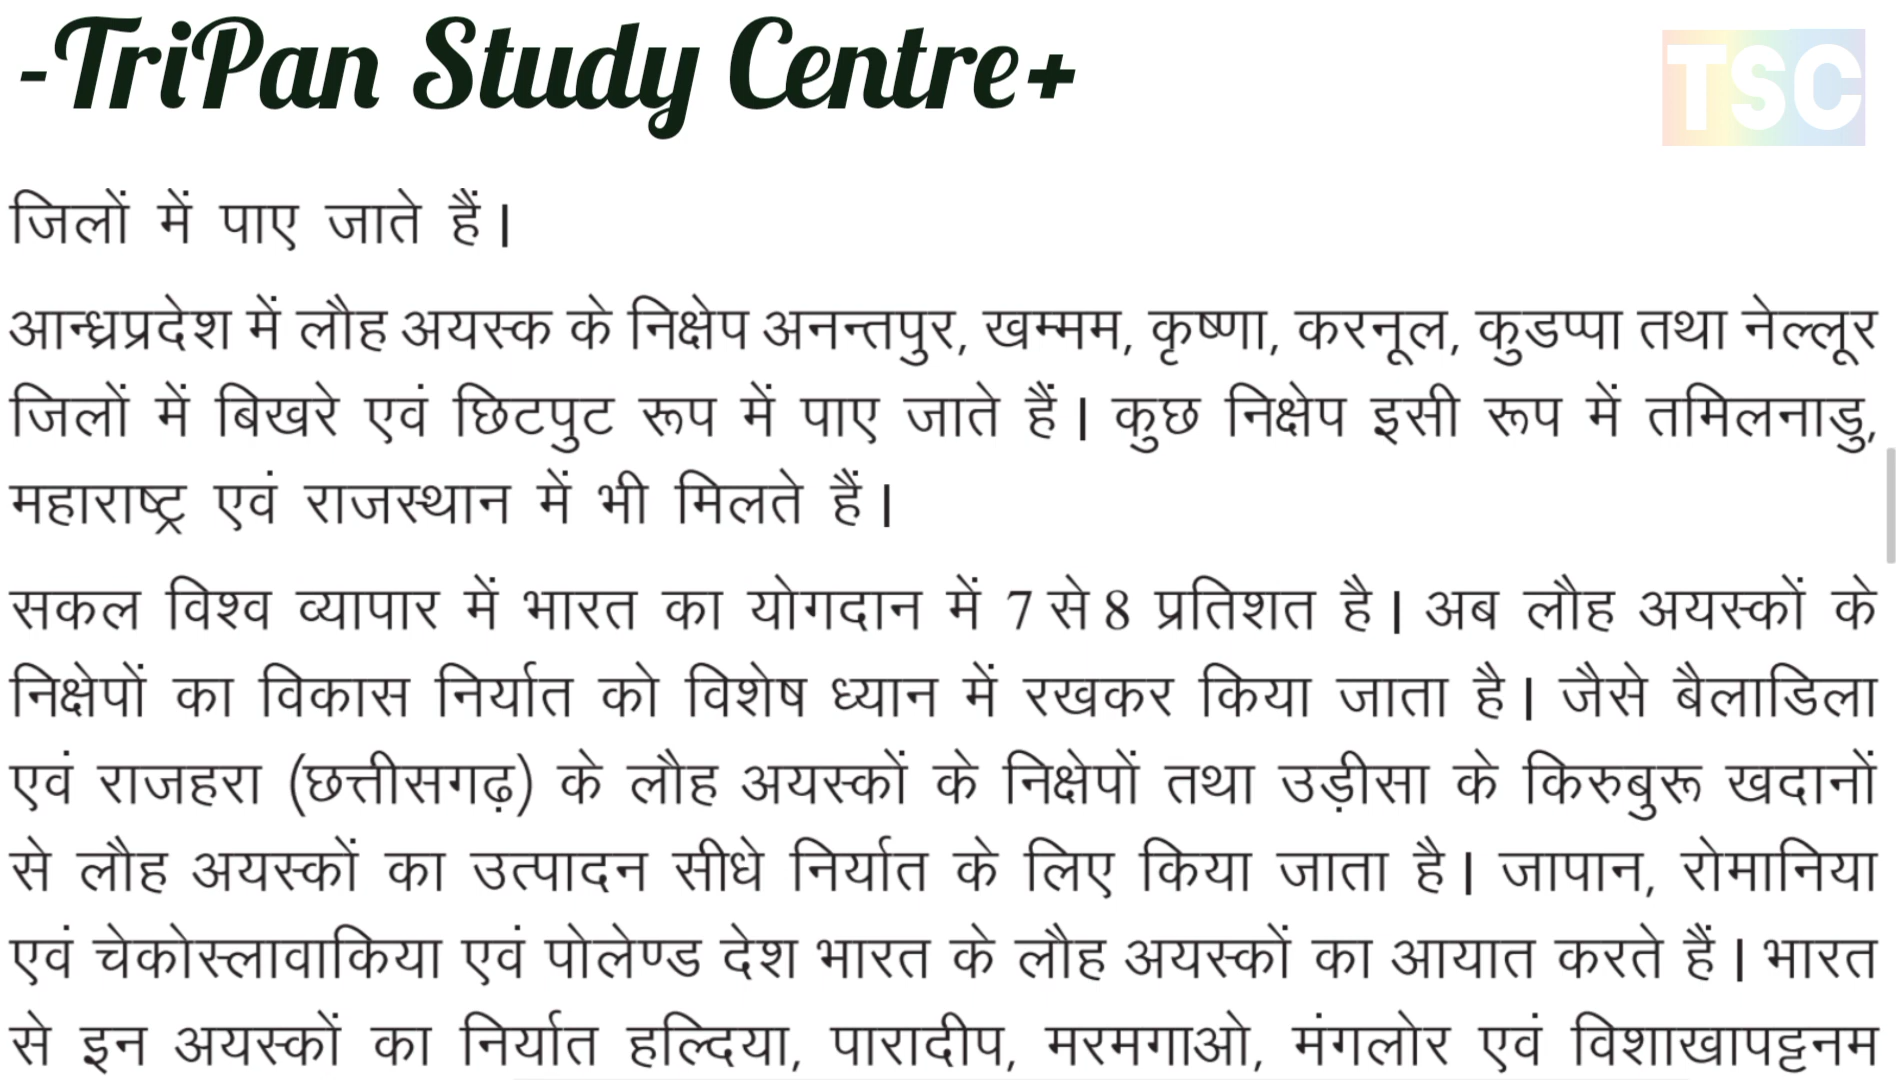 -TriPan Study Centre+
TSC
जिलों में पाए जाते हैं।
आन्ध्रप्रदेश में लौह अयस्क के निक्षेप अनन्तपुर, खम्मम, कृष्णा, करनूल, कुडप्पा तथा नेल्लूर
जिलों में बिखरे एवं छिटपुट रूप में पाए जाते हैं। कुछ निक्षेप इसी रूप में तमिलनाडु,
महाराष्ट्र एवं राजस्थान में भी मिलते हैं।
सकल विश्व व्यापार में भारत का योगदान में 7 से 8 प्रतिशत है। अब लौह अयस्कों के
निक्षेपों का विकास निर्यात को विशेष ध्यान में रखकर किया जाता है। जैसे बैलाडिला
एवं राजहरा (छत्तीसगढ़) के लौह अयस्कों के निक्षेपों तथा उड़ीसा के किरुबुरू खदानों
से लौह अयस्कों का उत्पादन सीधे निर्यात के लिए किया जाता है। जापान, रोमानिया
एवं चेकोस्लावाकिया एवं पोलेण्ड देश भारत के लौह अयस्कों का आयात करते हैं। भारत
से इन अयस्कों का निर्यात हल्दिया, पारादीप, मरमगाओ, मंगलोर एवं विशाखापट्टनम